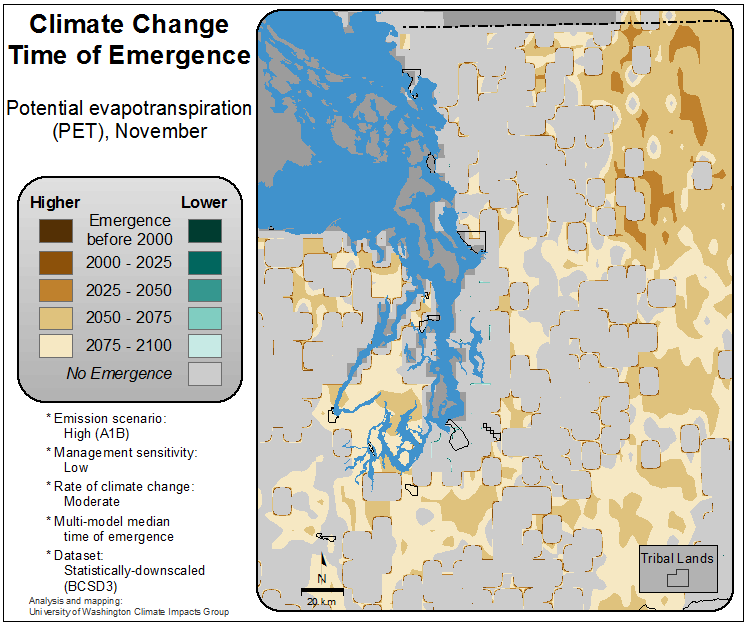 Climate Change
Time of Emergence
Potential evapotranspiration
(PET), November
Higher
Lower
Emergence
before 2000
2000 - 2025
2025 - 2050
2050 - 2075
2075 - 2100
No Emergence
* Emission scenario:
High (A1B)
* Management sensitivity:
Low
* Rate of climate change:
Moderate
* Multi-model median
time of emergence
* Dataset:
Statistically-downscaled
(BCSD3)
Analysis and mapping:
University of Washington Climate Impacts Group
N
20 km
Tribal Lands